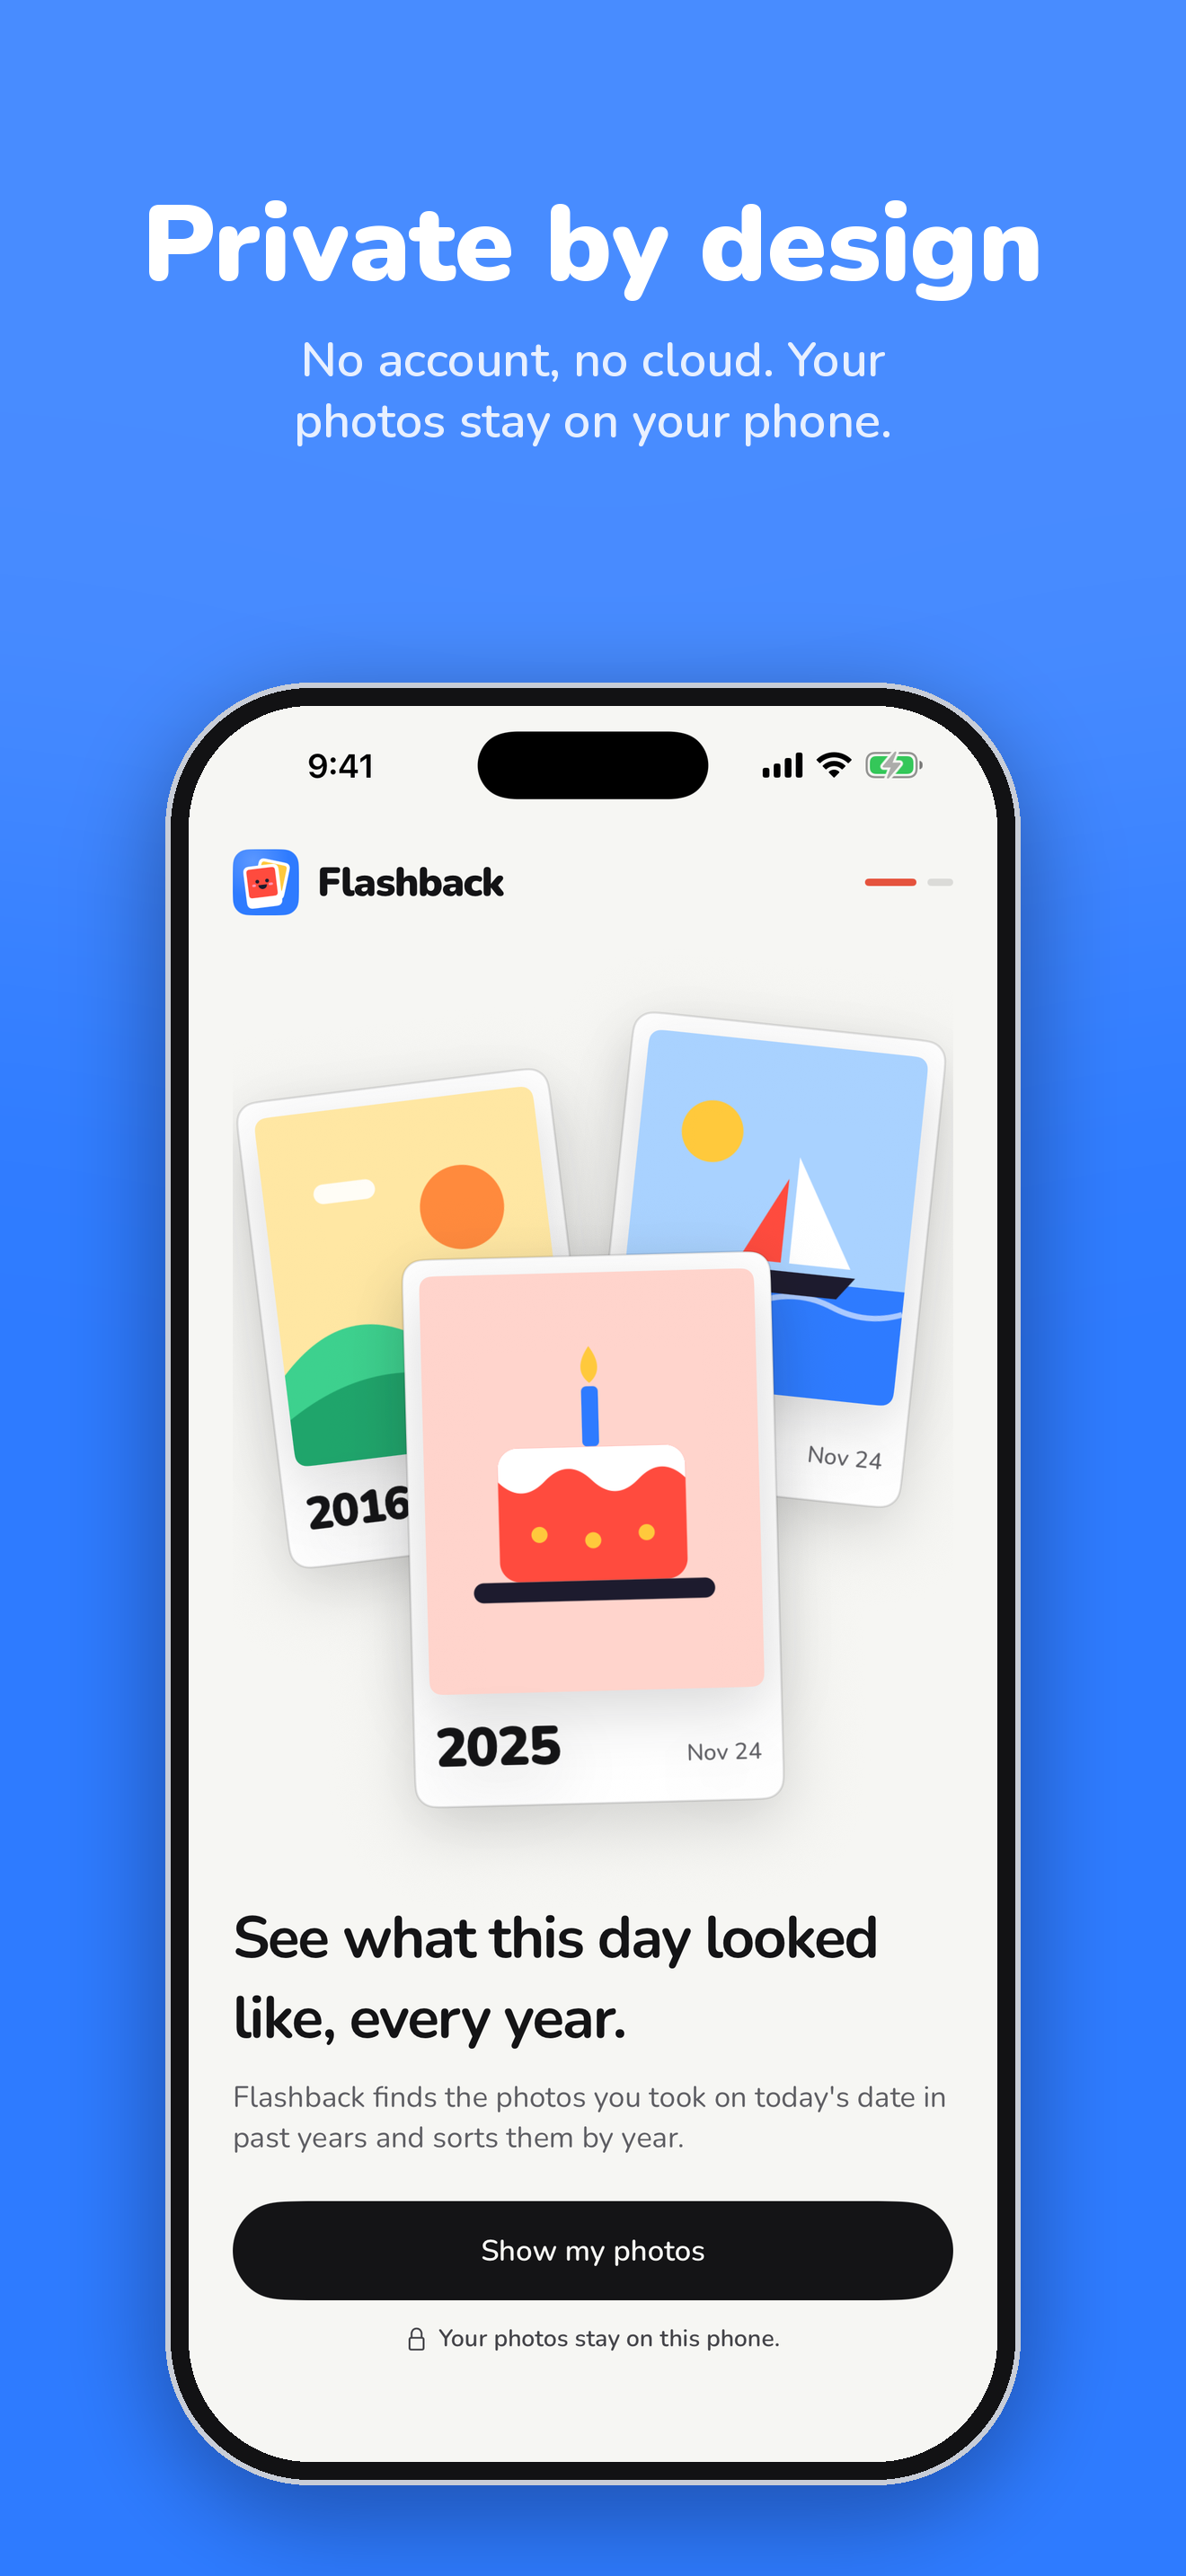 Private by design
No account, no cloud. Your
photos stay on your phone.
9:41
Flashback
Nov 24
2016
2025
Nov 24
See what this day looked
like, every year.
Flashback finds the photos you took on today's date in
past years and sorts them by year.
Show my photos
Your photos stay on this phone.